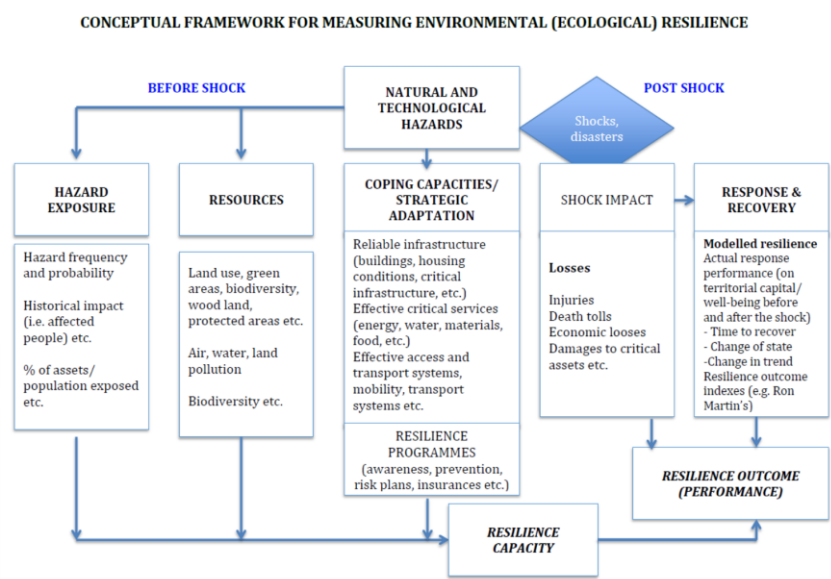 CONCEPTUAL FRAMEWORK FOR MEASURING ENVIRONMENTAL (ECOLOGICAL) RESILIENCE
BEFORE SHOCK
NATURAL AND
TECHNOLOGICAL
HAZARDS
POST SHOCK
Shocks,
disasters
HAZARD
EXPOSURE
Hazard frequency
and probability
Historical impact
(i.e. affected
people) etc.
% of assets/
population exposed
etc.
RESOURCES
Land use, green
areas, biodiversity,
wood land,
protected areas etc.
Air, water, land
pollution
Biodiversity etc.
COPING CAPACITIES/
STRATEGIC
ADAPTATION
Reliable infrastructure
(buildings, housing
conditions, critical
infrastructure, etc.)
Effective critical services
(energy, water, materials,
food, etc.)
Effective access and
transport systems,
mobility, transport
systems etc.
RESILIENCE
PROGRAMMES
(awareness, prevention,
risk plans, insurances etc.)
SHOCK IMPACT
Losses
Injuries
Death tolls
Economic looses
Damages to critical
assets etc.
RESPONSE &
RECOVERY
Modelled resilience
Actual response
performance (on
territorial capital/
well-being before
and after the shock)
- Time to recover
- Change of state
-Change in trend
Resilience outcome
indexes (e.g. Ron
Martin's)
RESILIENCE OUTCOME
(PERFORMANCE)
RESILIENCE
CAPACITY